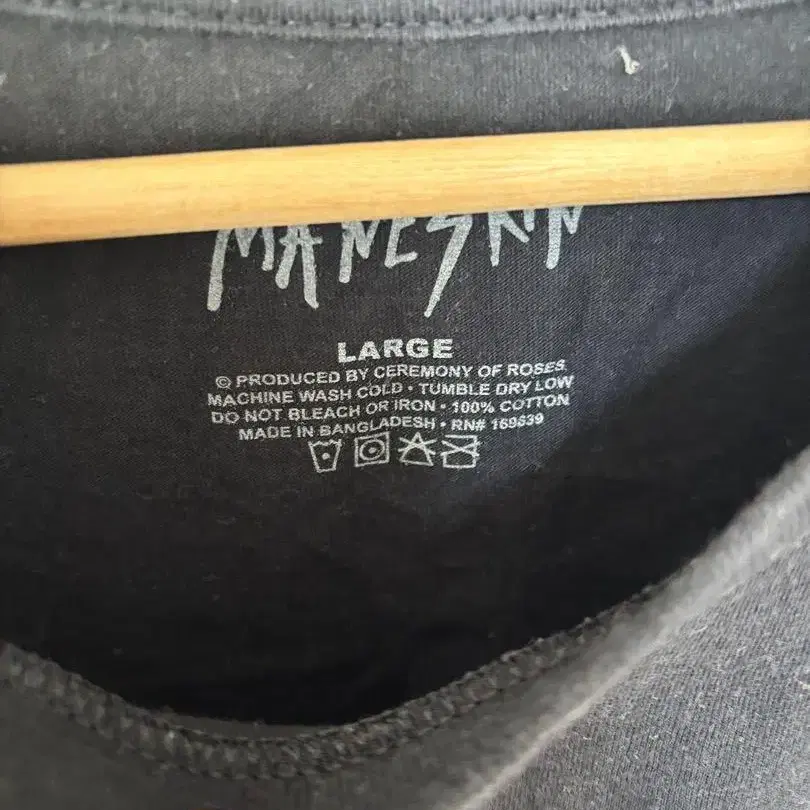 MANESKIN
LARGE
© PRODUCED BY CEREMONY OF ROSES.
MACHINE WASH COLD • TUMBLE DRY LOW
DO NOT BLEACH OR IRON • 100% COTTON
MADE IN BANGLADESH • RN# 169639